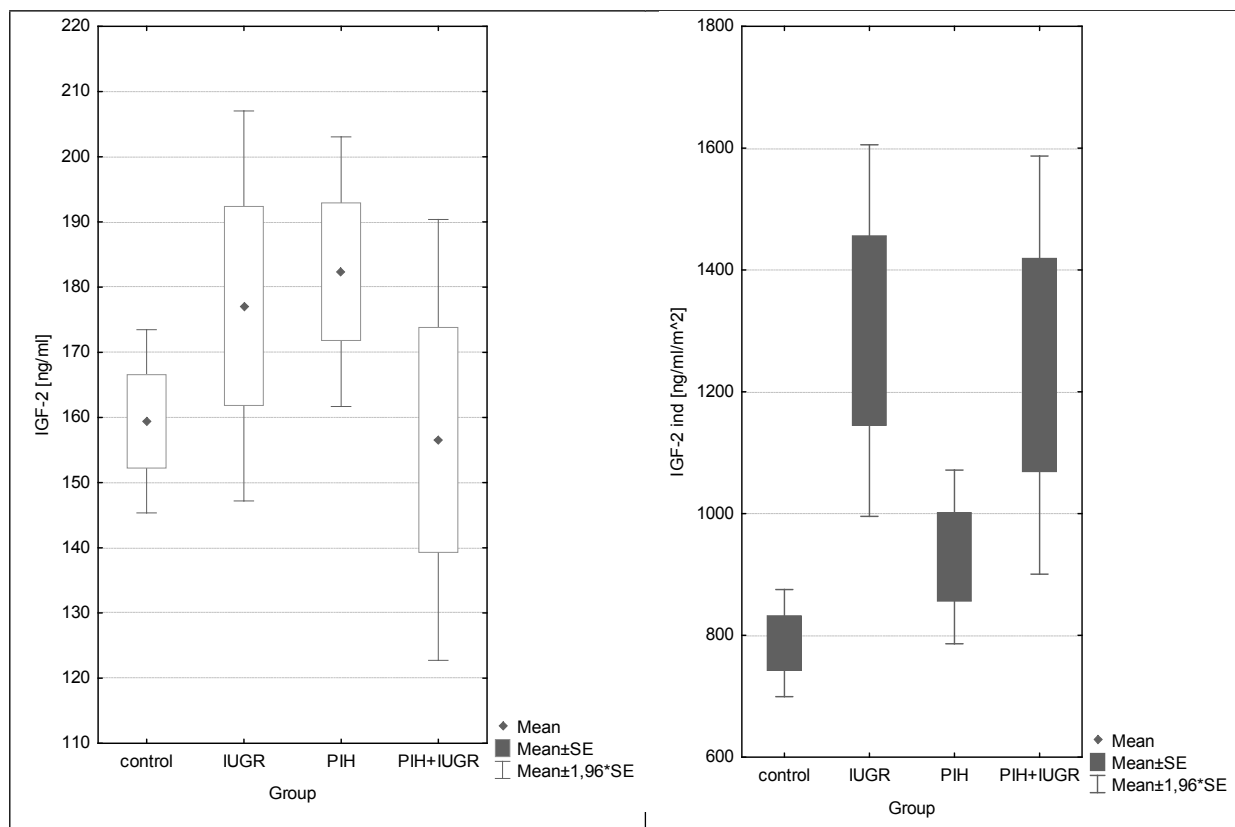 220
210
200
190
180
170
160
150
140
130
120
110
IGF-2 [ng/ml]
control IUGR PIH PIH+IUGR
Group
Mean
Mean±SE
Mean±1,96*SE
1800
1600
1400
1200
1000
800
600
IGF-2 ind [ng/ml/m^2]
control IUGR PIH PIH+IUGR
Group
Mean
Mean±SE
Mean±1,96*SE